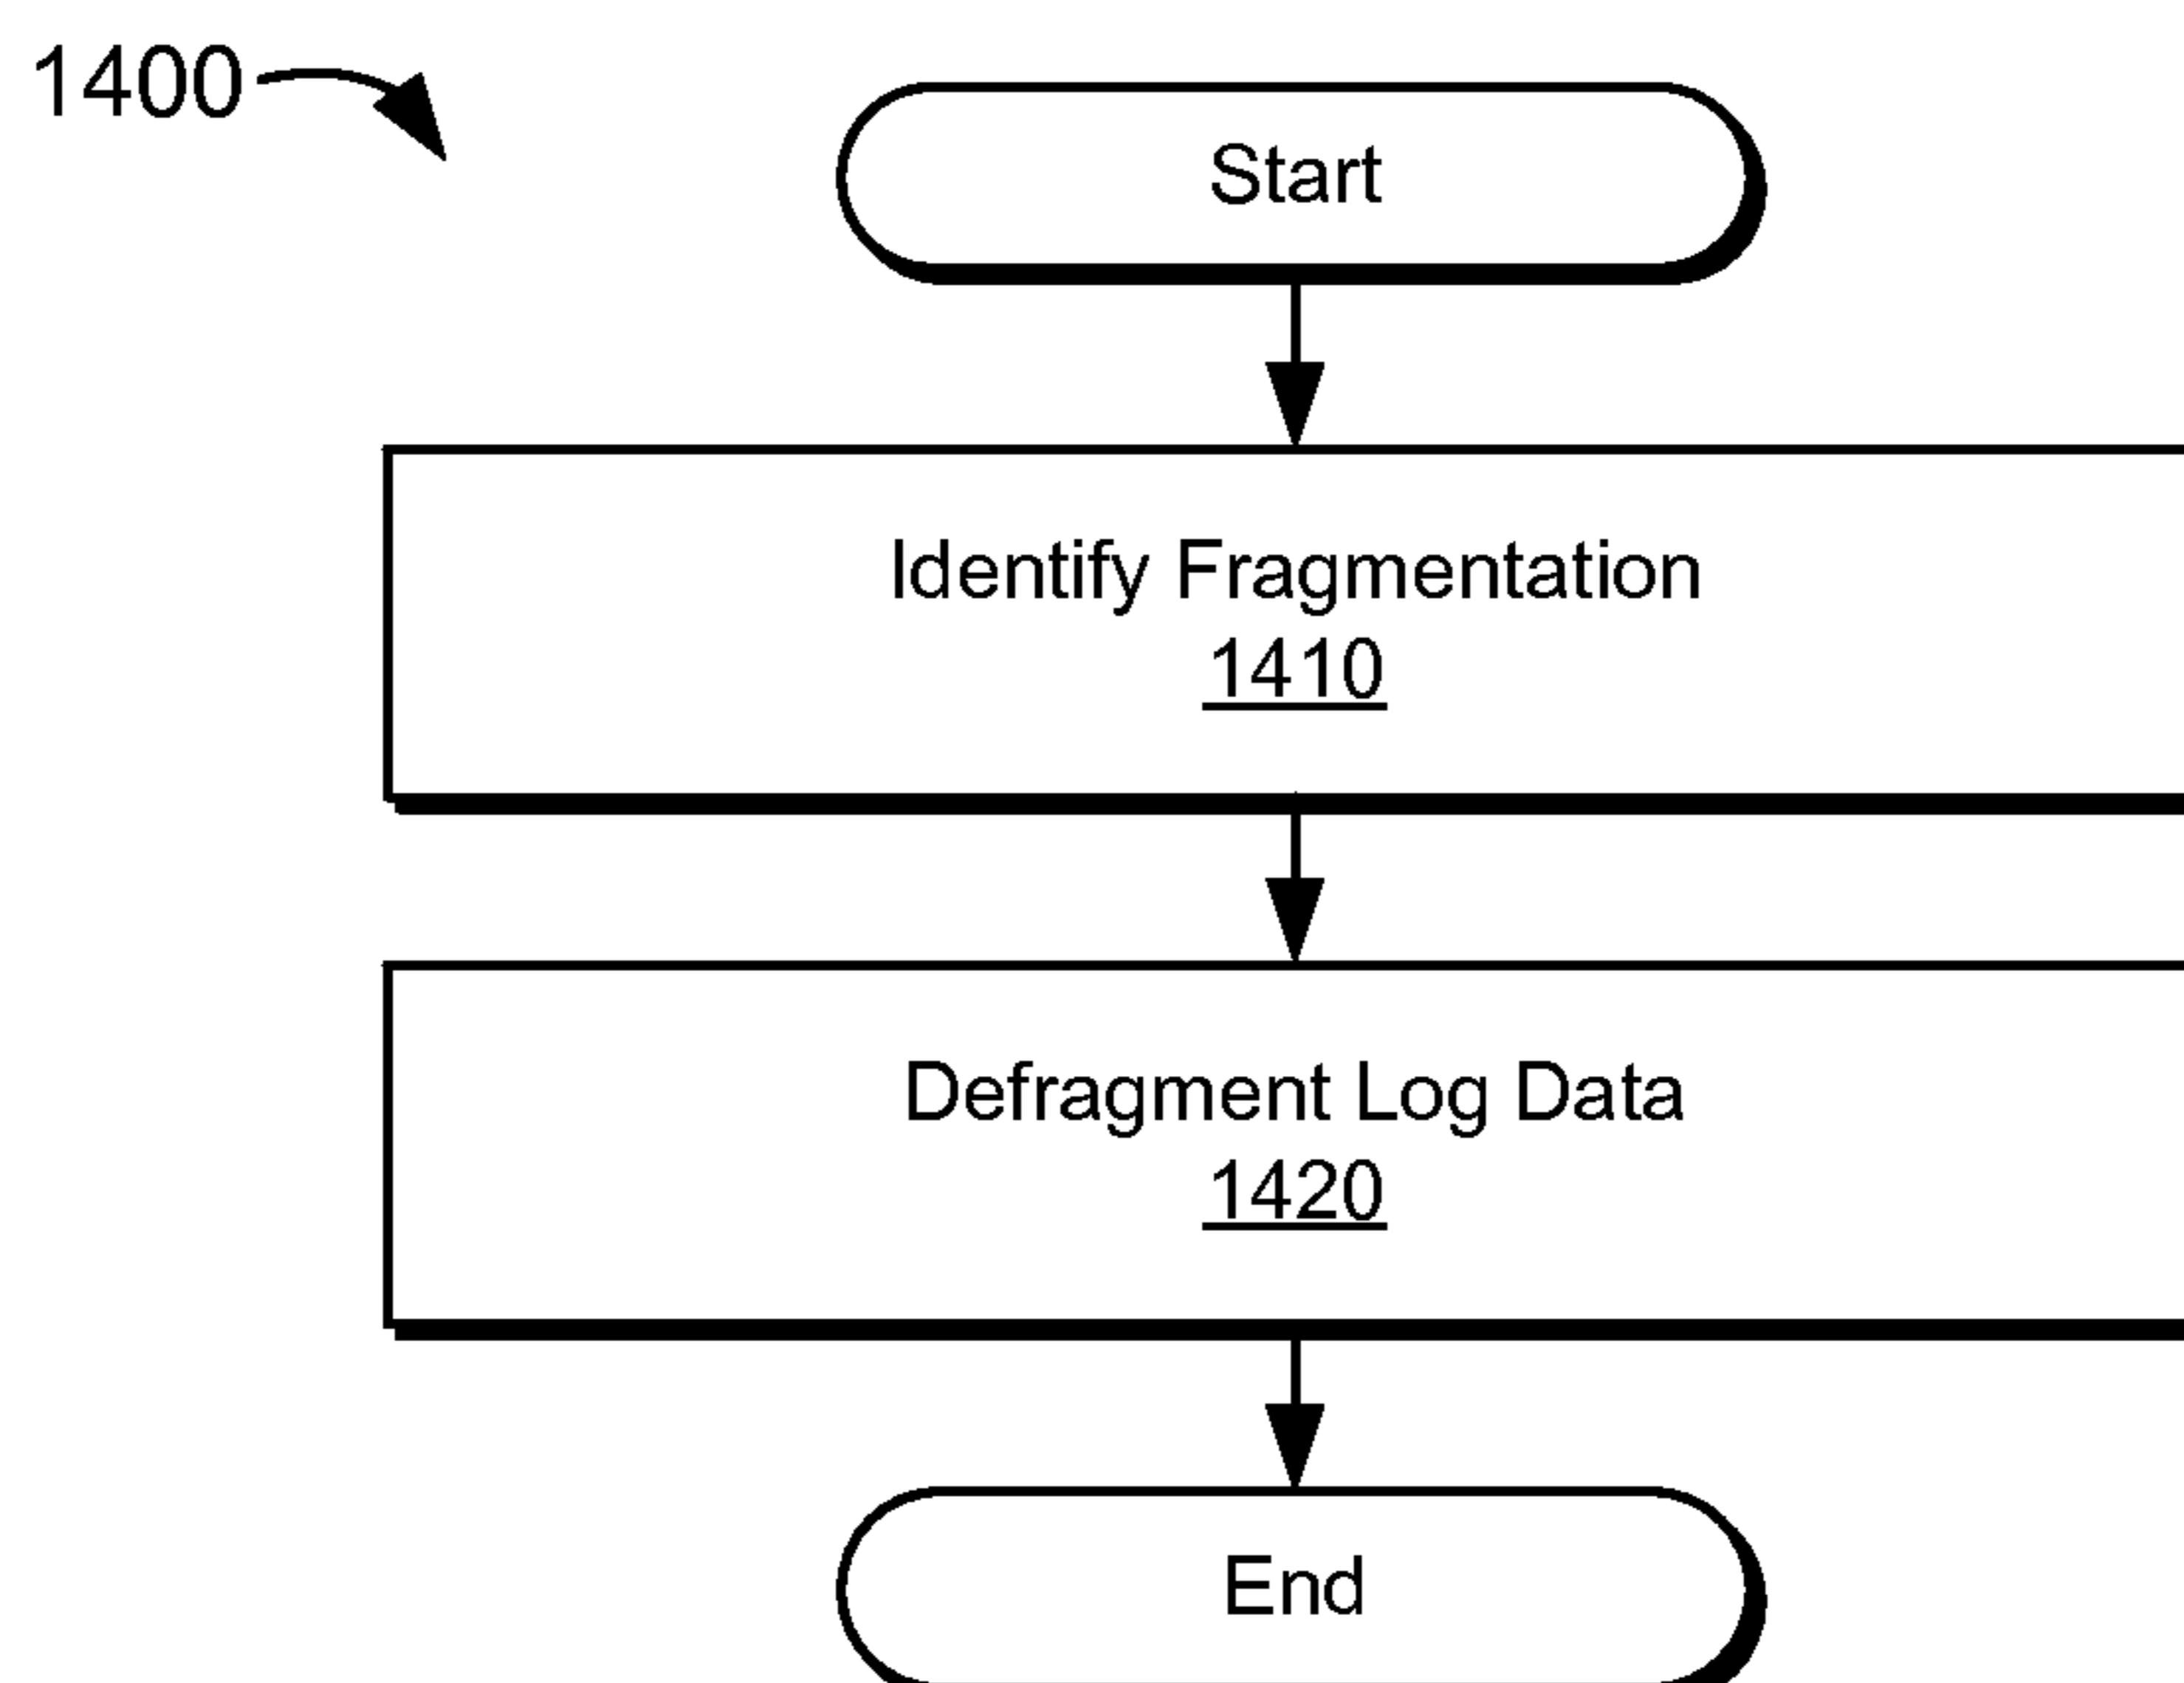 1400
Start
Identify Fragmentation
1410
Defragment Log Data
1420
End